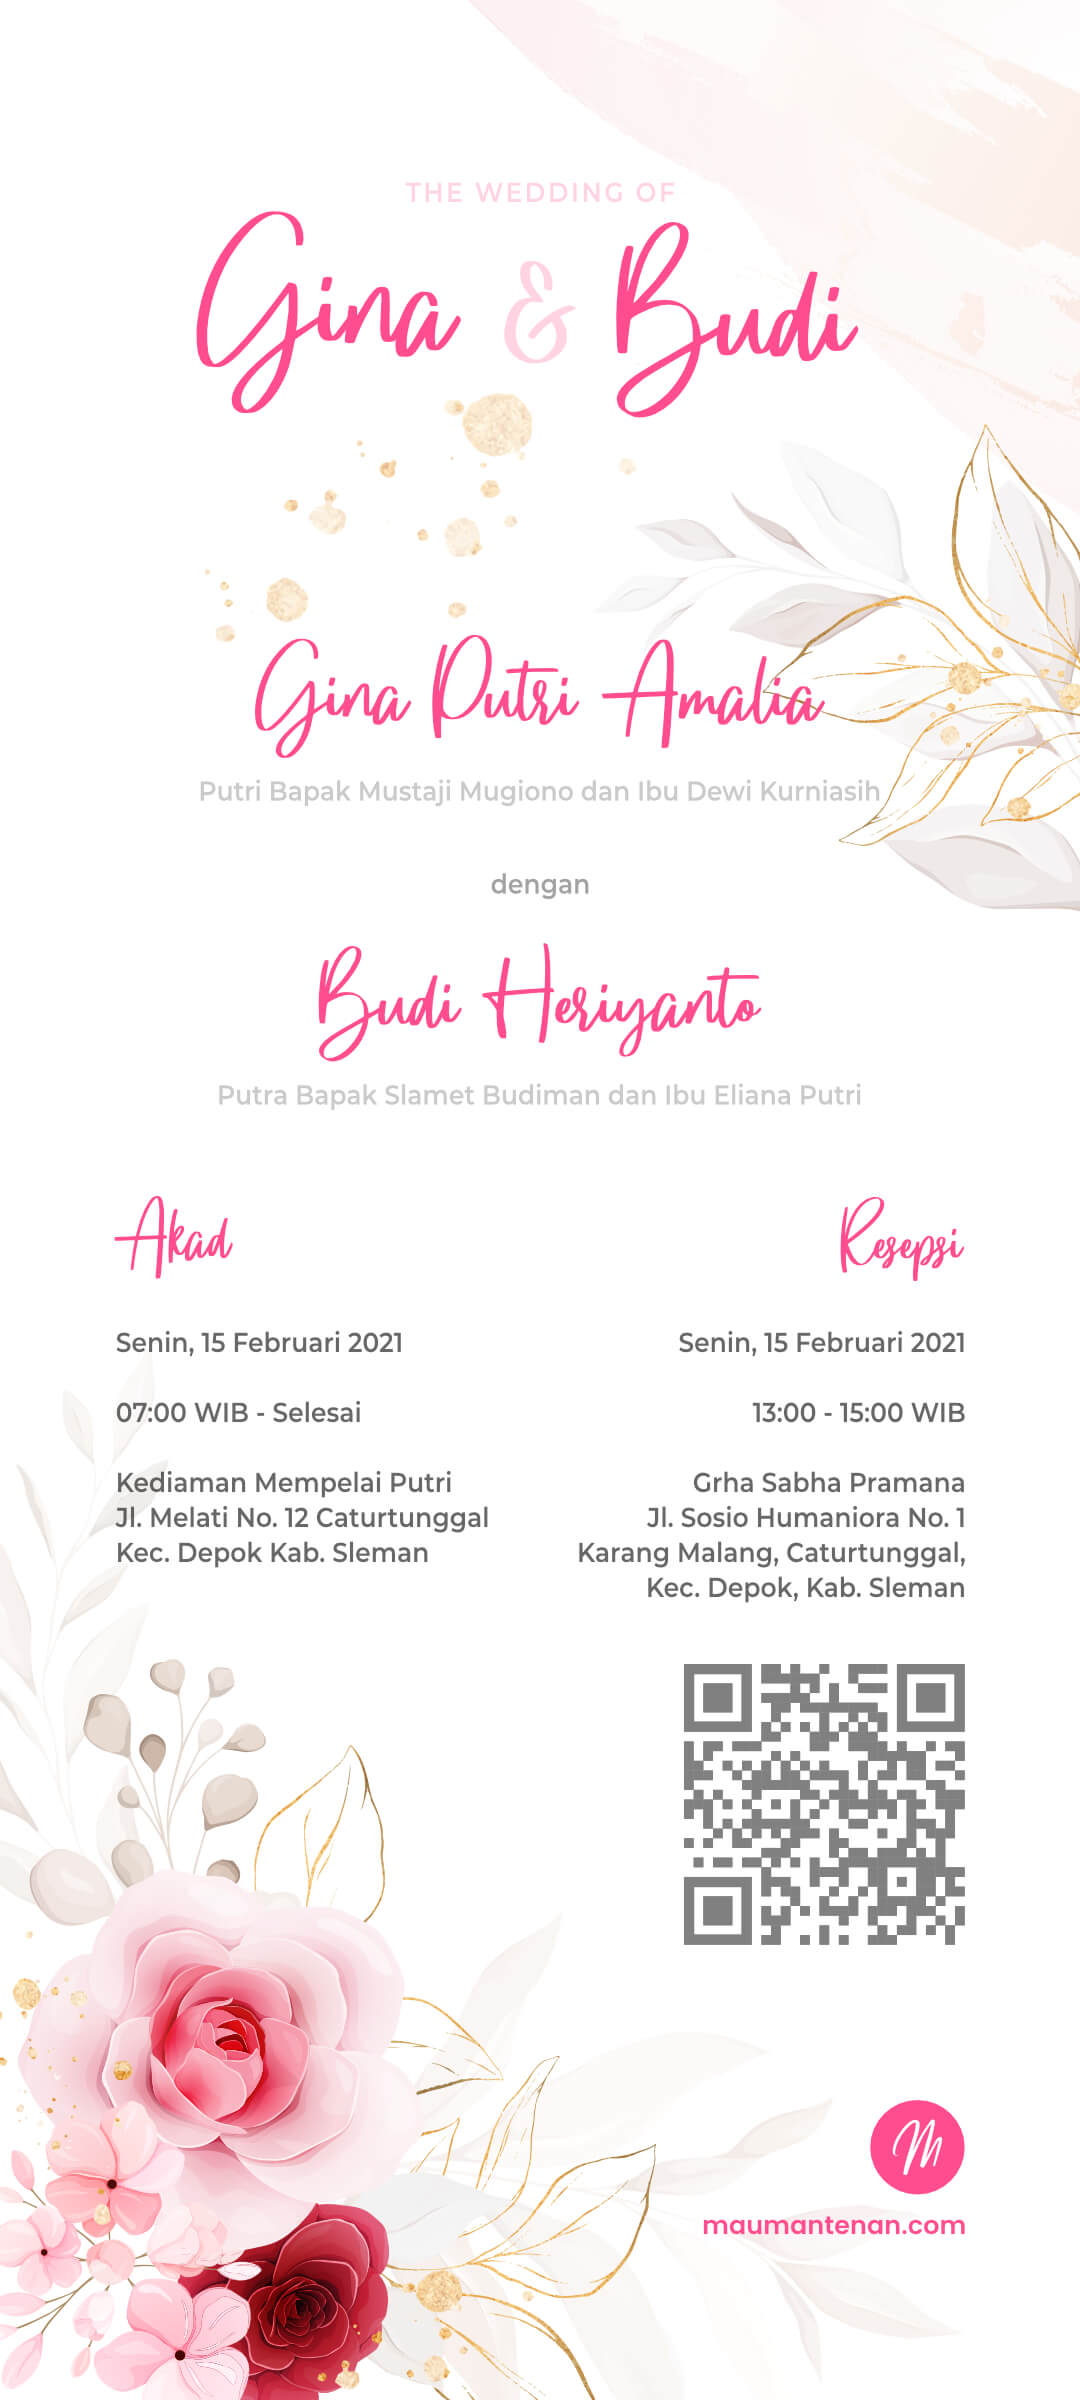 THE WEDDING OF
Gina & Budi
Gina Putri Amalia
Putri Bapak Mustaji Mugiono dan Ibu Dewi Kurniasih
dengan
Budi Heriyanto
Putra Bapak Slamet Budiman dan Ibu Eliana Putri
Akad
Senin, 15 Februari 2021
07:00 WIB - Selesai
Kediaman Mempelai Putri
Jl. Melati No. 12 Caturtunggal
Kec. Depok Kab. Sleman
Resepsi
Senin, 15 Februari 2021
13:00 - 15:00 WIB
Grha Sabha Pramana
Jl. Sosio Humaniora No. 1
Karang Malang, Caturtunggal,
Kec. Depok, Kab. Sleman
M
maumantenan.com